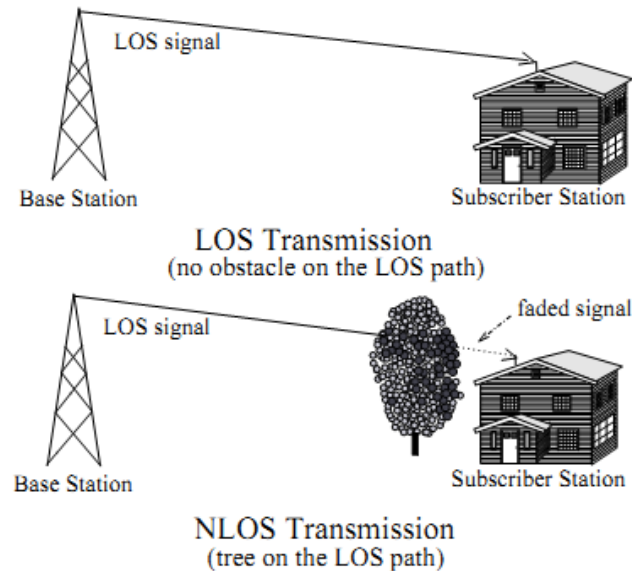 LOS signal
Base Station
Subscriber Station
LOS Transmission
(no obstacle on the LOS path)
faded signal
LOS signal
Base Station
Subscriber Station
NLOS Transmission
(tree on the LOS path)